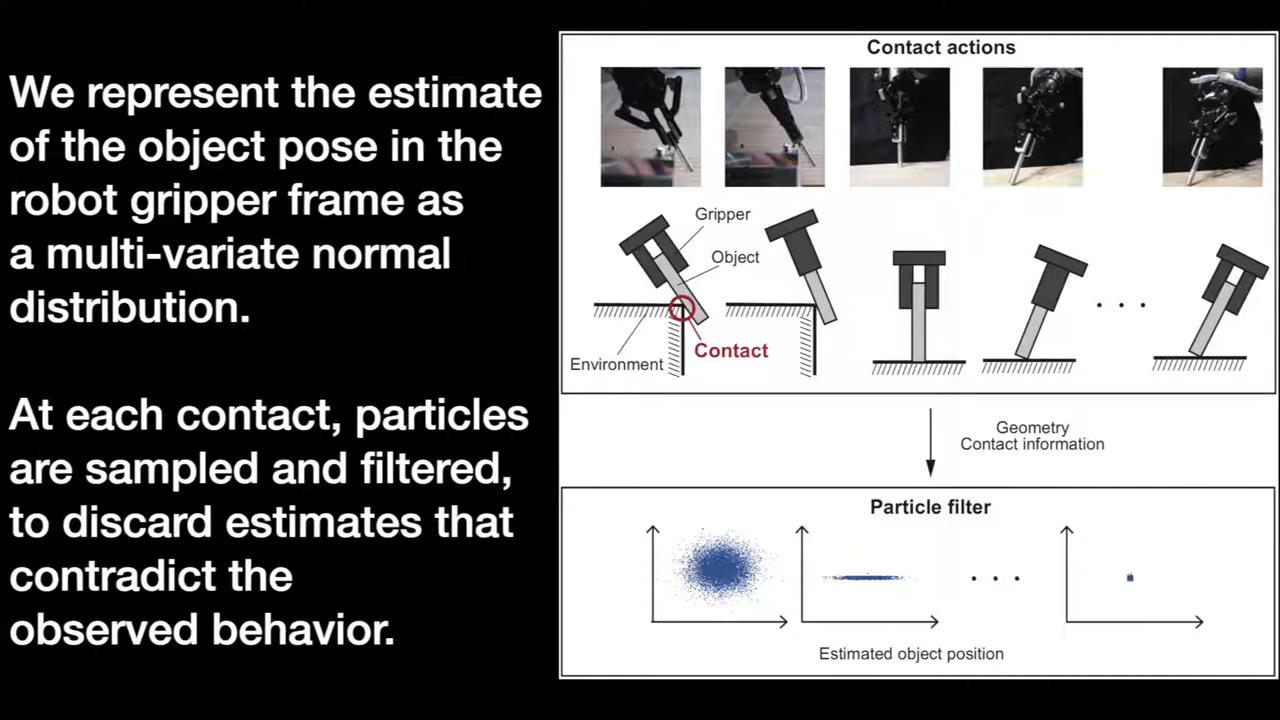 We represent the estimate
of the object pose in the
robot gripper frame as
a multi-variate normal
distribution.
At each contact, particles
are sampled and filtered,
to discard estimates that
contradict the
observed behavior.
Contact actions
Gripper
Object
Environment
Contact
Geometry
Contact information
Particle filter
Estimated object position